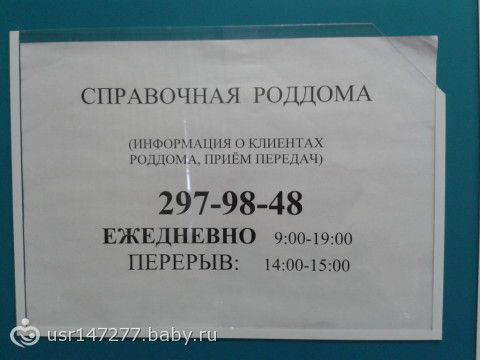 СПРАВОЧНАЯ РОДДОМА
(ИНФОРМАЦИЯ О КЛИЕНТАХ
РОДДОМА, ПРИЁМ ПЕРЕДАЧ)
297-98-48
ЕЖЕДНЕВНО 9:00-19:00
ПЕРЕРЫВ: 14:00-15:00
usr147277.baby.ru